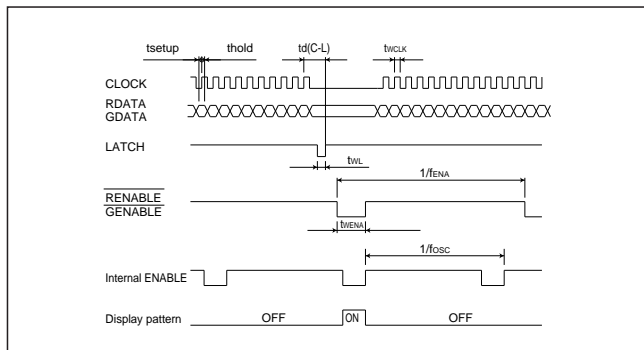 tsetup thold td(C-L) tWCLK
CLOCK
RDATA
GDATA
LATCH
tWL
1/fENA
RENABLE
GENABLE
tWENA
1/fOSC
Internal ENABLE
Display pattern OFF ON OFF